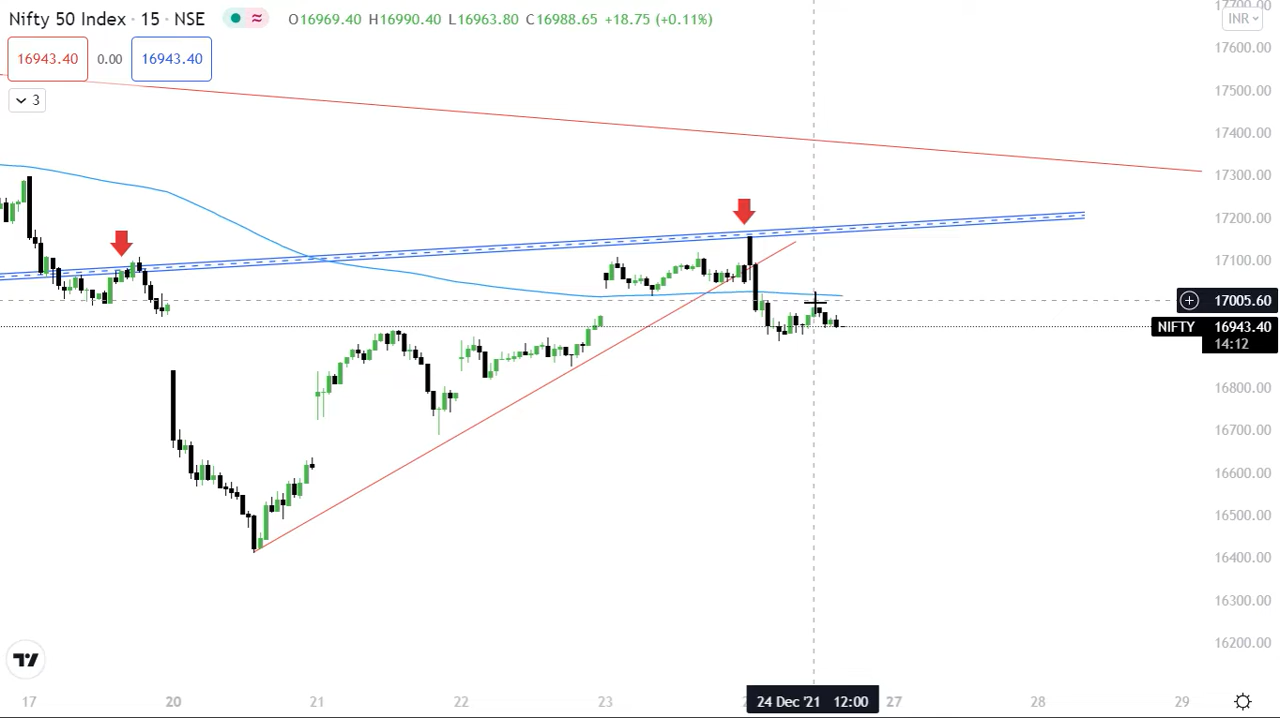 Nifty 50 Index · 15 · NSE
O16969.40 H16990.40 L16963.80 C16988.65 +18.75 (+0.11%)
INR
16943.40 0.00 16943.40
3
17600.00
17500.00
17400.00
17300.00
17200.00
17100.00
17005.60
NIFTY 16943.40
14:12
16800.00
16700.00
16600.00
16500.00
16400.00
16300.00
16200.00
17 20 21 22 23 24 Dec '21 12:00 27 28 29